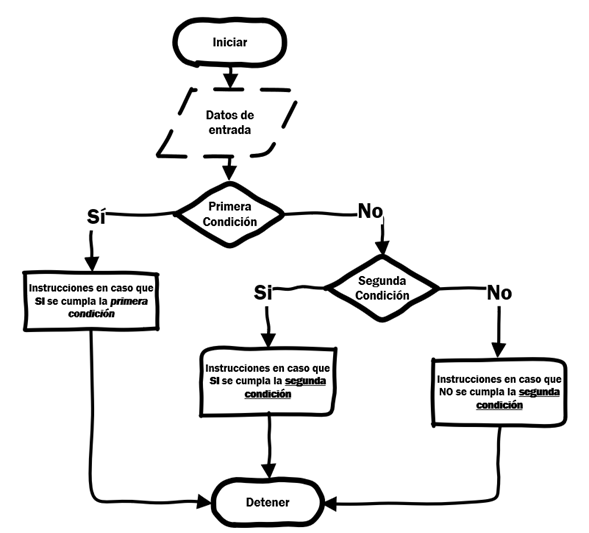 Iniciar
Datos de
entrada
Primera
Condición
Sí
No
Instrucciones en caso que
SI se cumpla la primera
condición
Segunda
Condición
Si
No
Instrucciones en caso que
SI se cumpla la segunda
condición
Instrucciones en caso que
NO se cumpla la segunda
condición
Detener